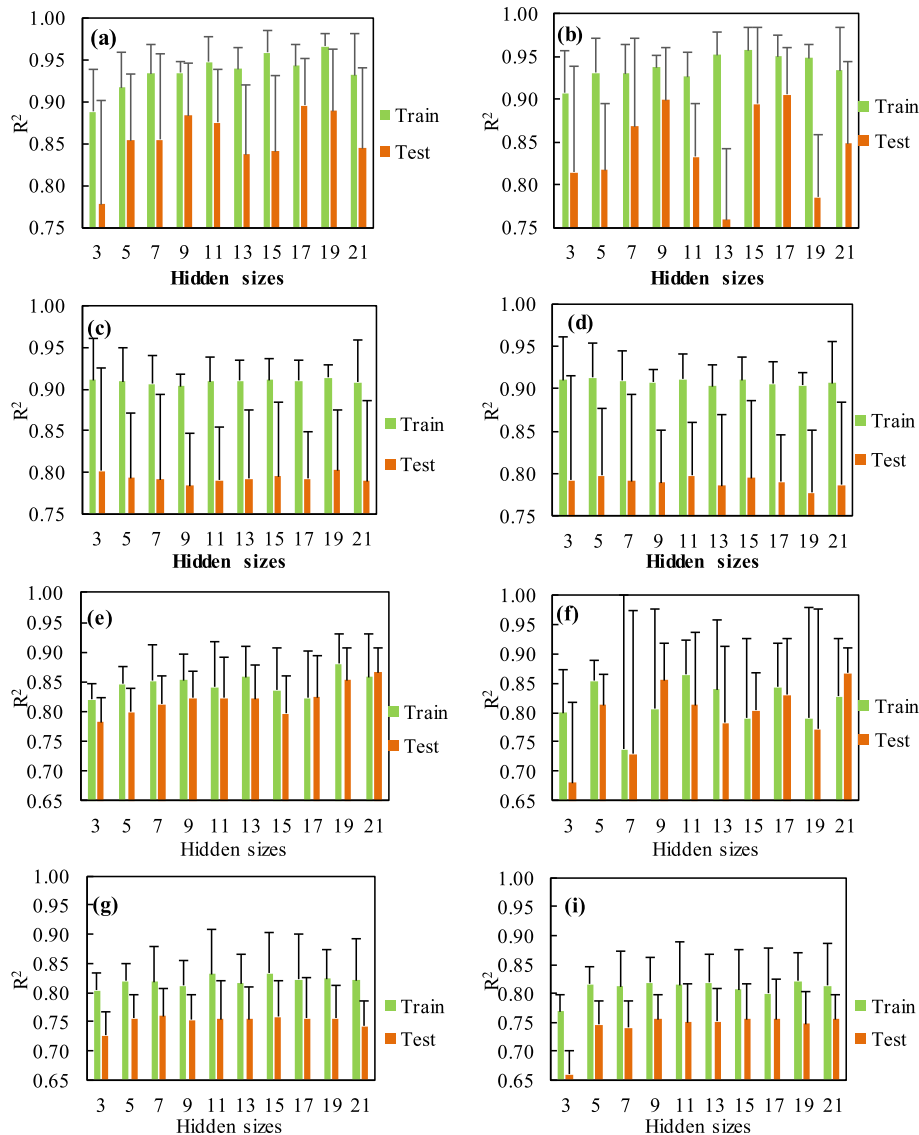 (a)
1.00
0.95
0.90
0.85
0.80
0.75
R²
3 5 7 9 11 13 15 17 19 21
Hidden sizes
Train
Test
(b)
1.00
0.95
0.90
0.85
0.80
0.75
R²
3 5 7 9 11 13 15 17 19 21
Hidden sizes
Train
Test
(c)
1.00
0.95
0.90
0.85
0.80
0.75
R²
3 5 7 9 11 13 15 17 19 21
Hidden sizes
Train
Test
(d)
1.00
0.95
0.90
0.85
0.80
0.75
R²
3 5 7 9 11 13 15 17 19 21
Hidden sizes
Train
Test
(e)
1.00
0.95
0.90
0.85
0.80
0.75
0.70
0.65
R²
3 5 7 9 11 13 15 17 19 21
Hidden sizes
Train
Test
(f)
1.00
0.95
0.90
0.85
0.80
0.75
0.70
0.65
R²
3 5 7 9 11 13 15 17 19 21
Hidden sizes
Train
Test
(g)
1.00
0.95
0.90
0.85
0.80
0.75
0.70
0.65
R²
3 5 7 9 11 13 15 17 19 21
Hidden sizes
Train
Test
(i)
1.00
0.95
0.90
0.85
0.80
0.75
0.70
0.65
R²
3 5 7 9 11 13 15 17 19 21
Hidden sizes
Train
Test